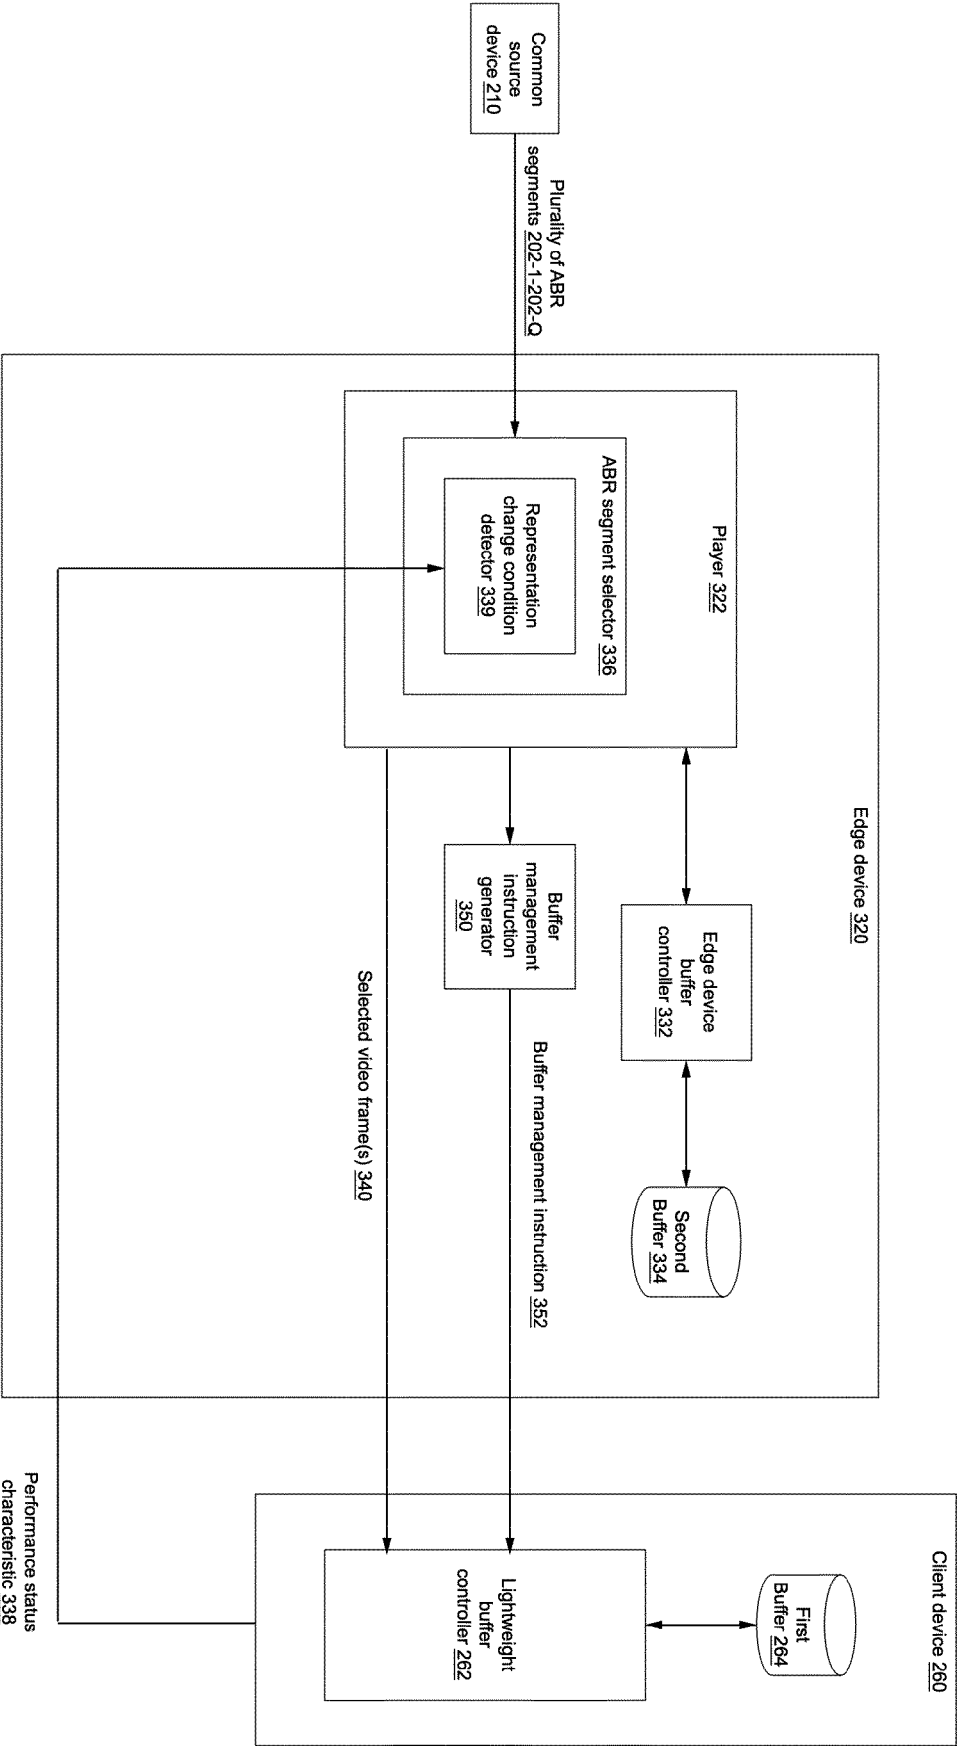 Common
source
device 210
Plurality of ABR
segments 202-1-202-Q
Edge device 320
Player 322
ABR segment selector 336
Representation
change condition
detector 339
Edge device
buffer
controller 332
Second
Buffer 334
Buffer
management
instruction
generator
350
Buffer management instruction 352
Selected video frame(s) 340
Client device 260
First
Buffer 264
Lightweight
buffer
controller 262
Performance status
characteristic 338